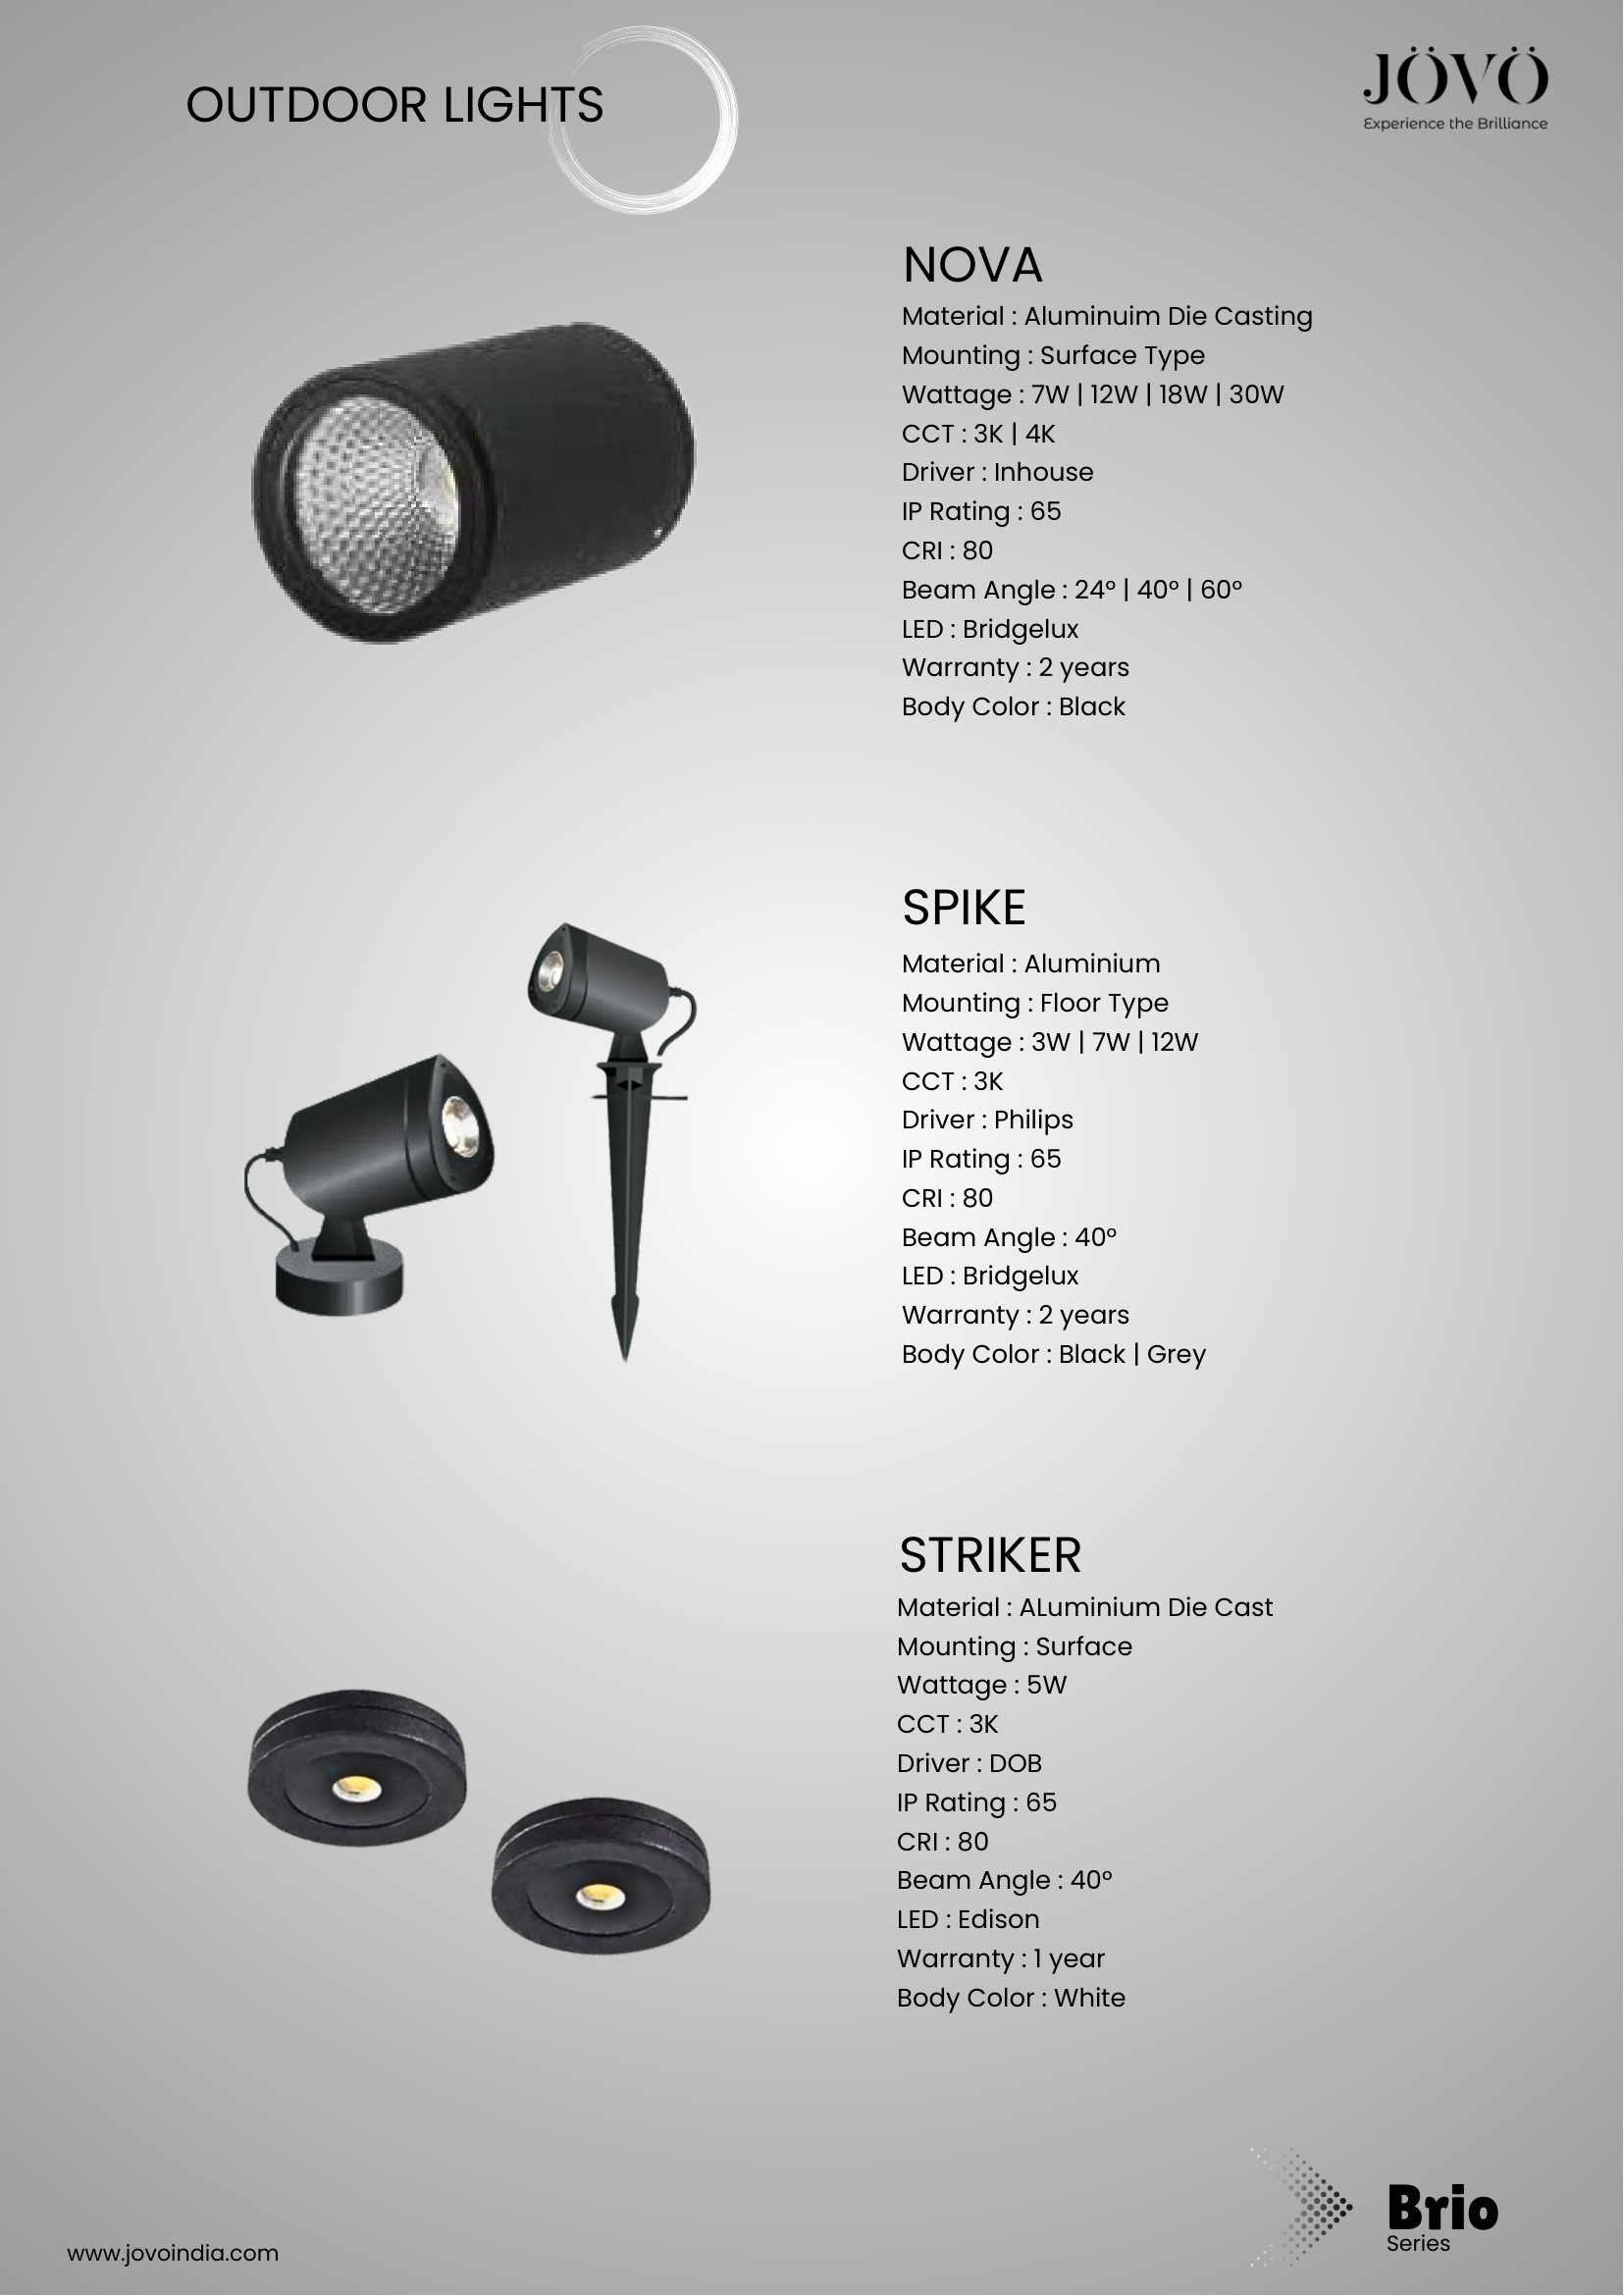 OUTDOOR LIGHTS
JÖVÖ
Experience the Brilliance
NOVA
Material : Aluminuim Die Casting
Mounting : Surface Type
Wattage : 7W | 12W | 18W | 30W
CCT : 3K | 4K
Driver : Inhouse
IP Rating : 65
CRI : 80
Beam Angle : 24° | 40° | 60°
LED : Bridgelux
Warranty : 2 years
Body Color : Black
SPIKE
Material : Aluminium
Mounting : Floor Type
Wattage : 3W | 7W | 12W
CCT : 3K
Driver : Philips
IP Rating : 65
CRI : 80
Beam Angle : 40°
LED : Bridgelux
Warranty : 2 years
Body Color : Black | Grey
STRIKER
Material : ALuminium Die Cast
Mounting : Surface
Wattage : 5W
CCT : 3K
Driver : DOB
IP Rating : 65
CRI : 80
Beam Angle : 40°
LED : Edison
Warranty : 1 year
Body Color : White
Brio
Series
www.jovoindia.com